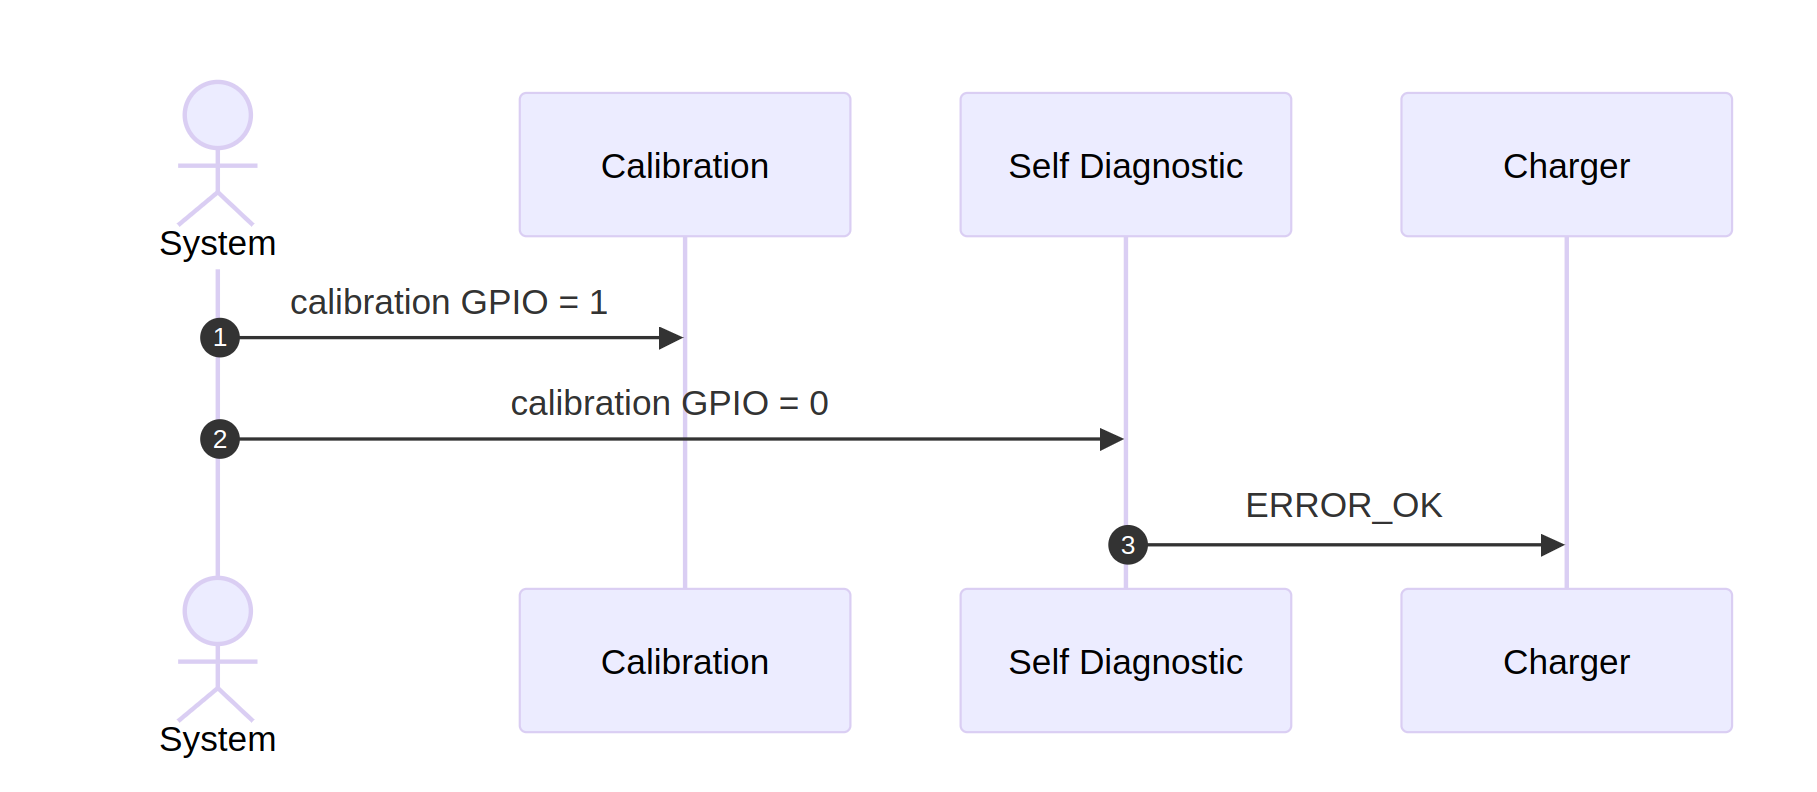 Calibration
Self Diagnostic
Charger
System
calibration GPIO = 1
1
calibration GPIO = 0
2
ERROR_OK
3
Calibration
Self Diagnostic
Charger
System